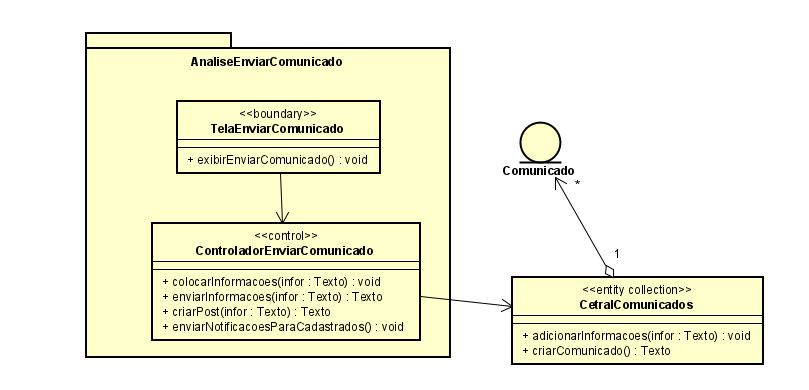 AnaliseEnviarComunicado
<<boundary>>
TelaEnviarComunicado
+ exibirEnviarComunicado() : void
Comunicado
*
<<control>>
ControladorEnviarComunicado
+ colocarInformacoes(infor : Texto) : void
+ enviarInformacoes(infor : Texto) : Texto
+ criarPost(infor : Texto) : Texto
+ enviarNotificacoesParaCadastrados() : void
1
<<entity collection>>
CetralComunicados
+ adicionarInformacoes(infor : Texto) : void
+ criarComunicado() : Texto